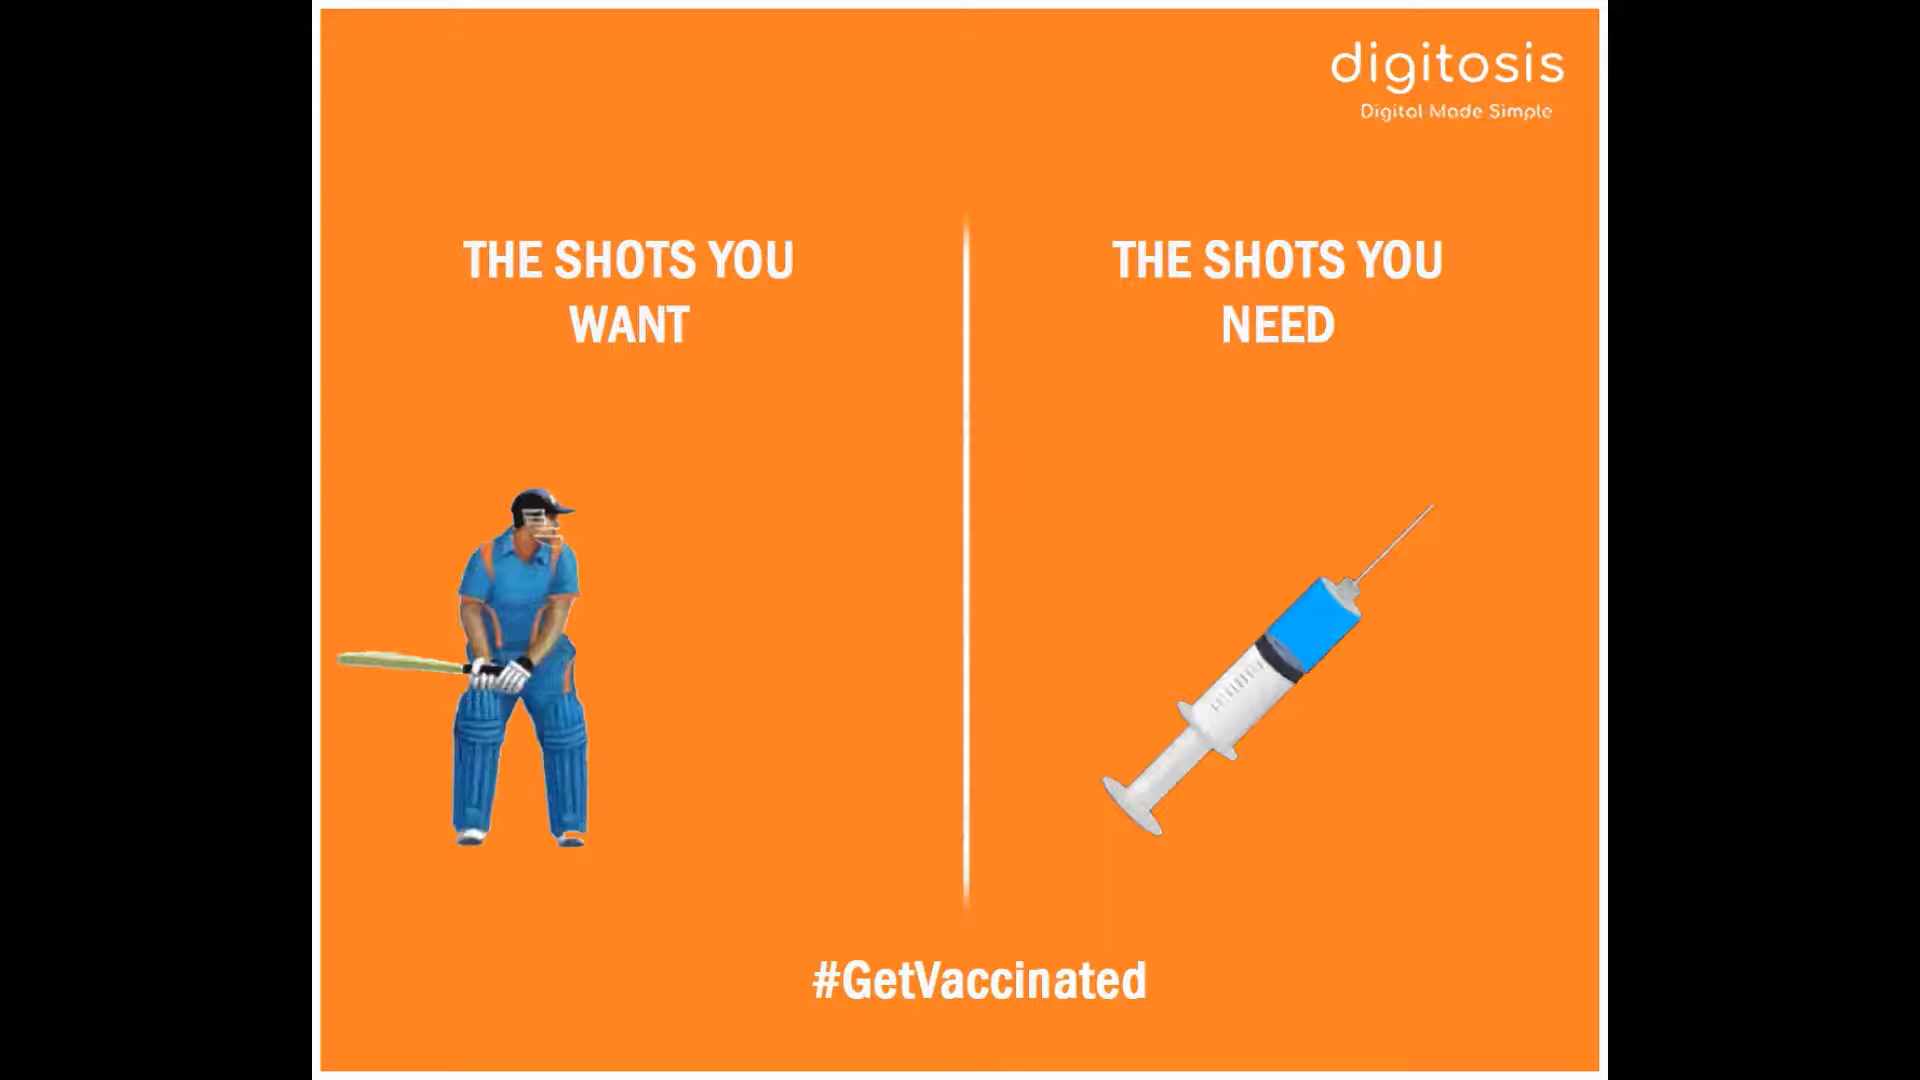 digitosis
Digital Made Simple
THE SHOTS YOU
WANT
THE SHOTS YOU
NEED
#GetVaccinated